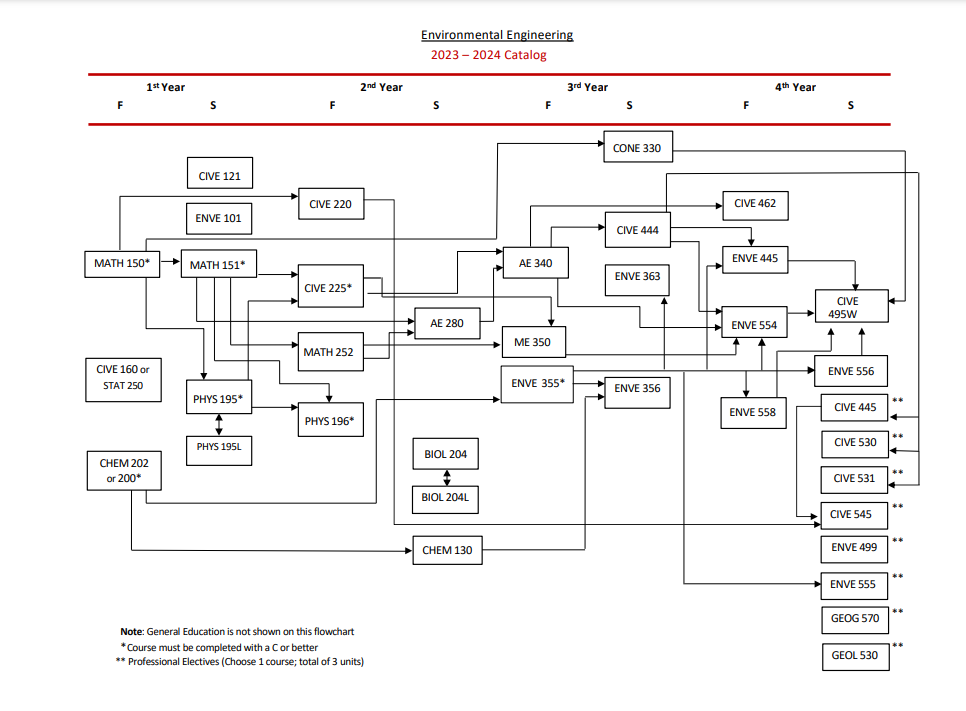 Environmental Engineering
2023 – 2024 Catalog
1st Year
2nd Year
3rd Year
4th Year
F
S
F
S
F
S
F
S
CONE 330
CIVE 121
CIVE 220
CIVE 462
ENVE 101
CIVE 444
MATH 150*
MATH 151*
AE 340
ENVE 445
CIVE 225*
ENVE 363
CIVE
495W
AE 280
ENVE 554
MATH 252
ME 350
CIVE 160 or
STAT 250
ENVE 355*
ENVE 356
ENVE 556
PHYS 195*
PHYS 196*
ENVE 558
CIVE 445 **
PHYS 195L
BIOL 204
CIVE 530 **
CHEM 202
or 200*
CIVE 531 **
BIOL 204L
CIVE 545 **
CHEM 130
ENVE 499 **
ENVE 555 **
GEOG 570 **
GEOL 530 **
Note: General Education is not shown on this flowchart
*Course must be completed with a C or better
** Professional Electives (Choose 1 course; total of 3 units)